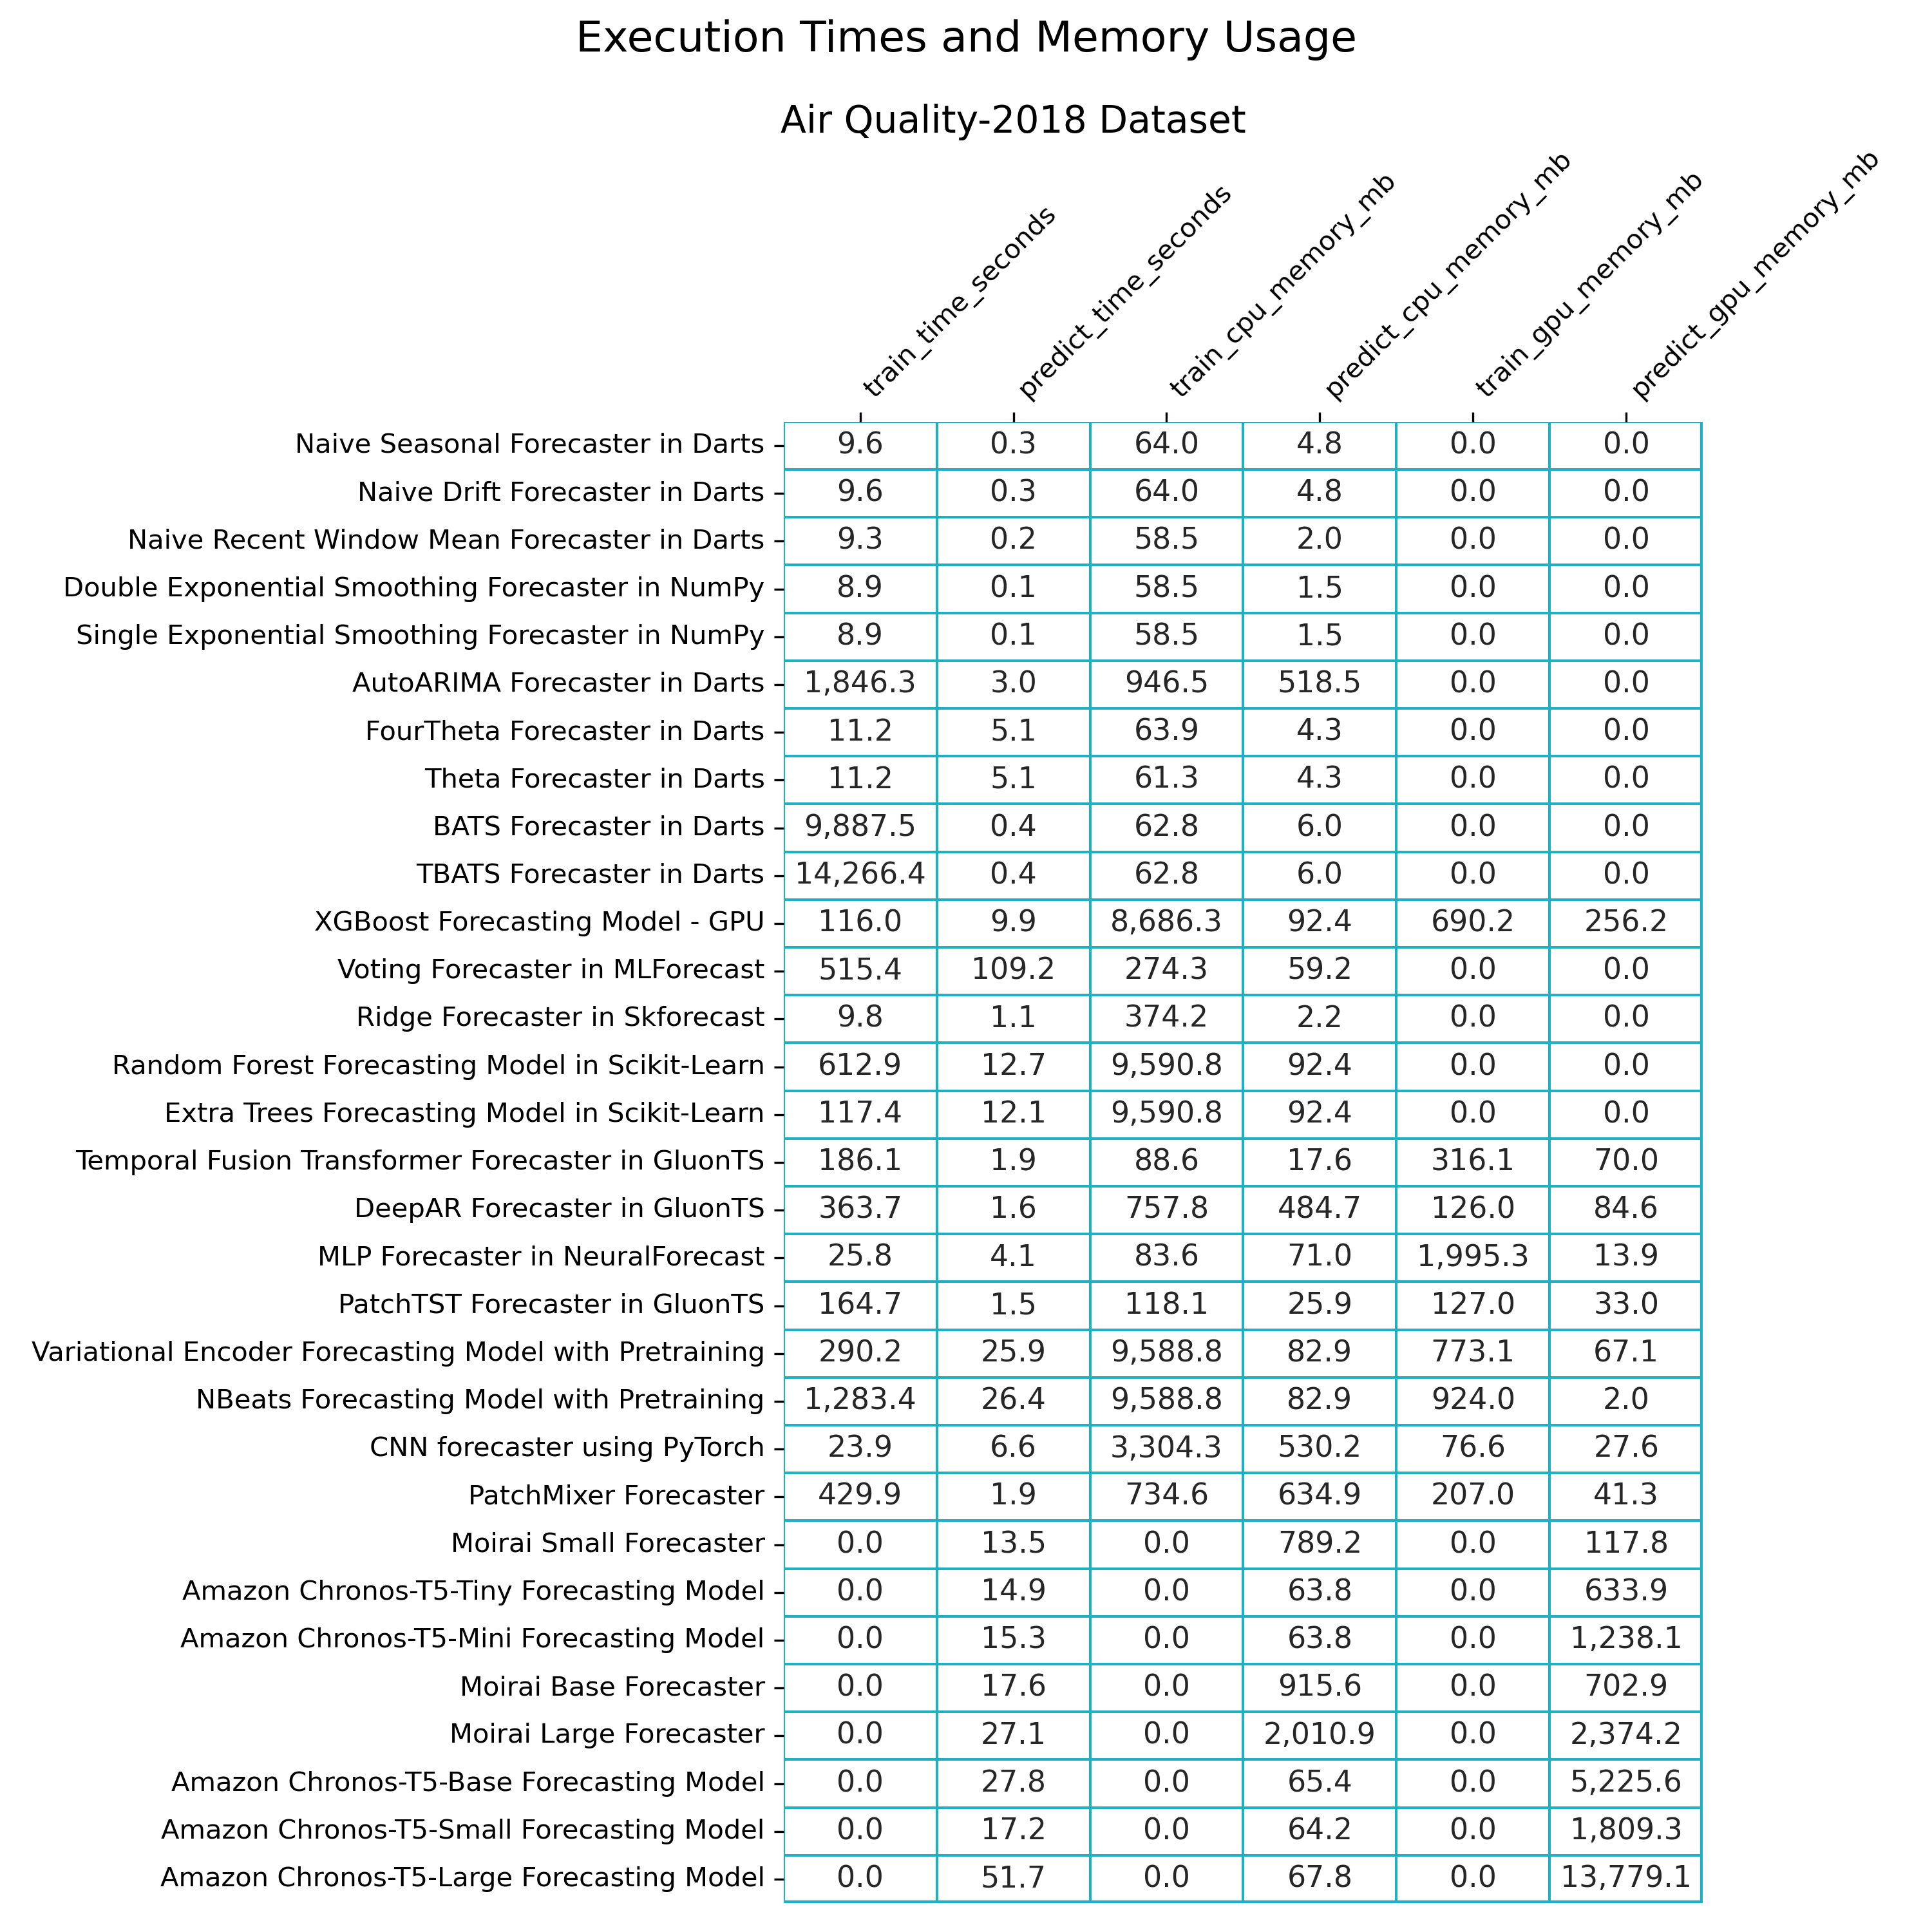 Execution Times and Memory Usage
Air Quality-2018 Dataset
train_time_seconds predict_time_seconds train_cpu_memory_mb predict_cpu_memory_mb train_gpu_memory_mb predict_gpu_memory_mb
Naive Seasonal Forecaster in Darts 9.6 0.3 64.0 4.8 0.0 0.0
Naive Drift Forecaster in Darts 9.6 0.3 64.0 4.8 0.0 0.0
Naive Recent Window Mean Forecaster in Darts 9.3 0.2 58.5 2.0 0.0 0.0
Double Exponential Smoothing Forecaster in NumPy 8.9 0.1 58.5 1.5 0.0 0.0
Single Exponential Smoothing Forecaster in NumPy 8.9 0.1 58.5 1.5 0.0 0.0
AutoARIMA Forecaster in Darts 1,846.3 3.0 946.5 518.5 0.0 0.0
FourTheta Forecaster in Darts 11.2 5.1 63.9 4.3 0.0 0.0
Theta Forecaster in Darts 11.2 5.1 61.3 4.3 0.0 0.0
BATS Forecaster in Darts 9,887.5 0.4 62.8 6.0 0.0 0.0
TBATS Forecaster in Darts 14,266.4 0.4 62.8 6.0 0.0 0.0
XGBoost Forecasting Model - GPU 116.0 9.9 8,686.3 92.4 690.2 256.2
Voting Forecaster in MLForecast 515.4 109.2 274.3 59.2 0.0 0.0
Ridge Forecaster in Skforecast 9.8 1.1 374.2 2.2 0.0 0.0
Random Forest Forecasting Model in Scikit-Learn 612.9 12.7 9,590.8 92.4 0.0 0.0
Extra Trees Forecasting Model in Scikit-Learn 117.4 12.1 9,590.8 92.4 0.0 0.0
Temporal Fusion Transformer Forecaster in GluonTS 186.1 1.9 88.6 17.6 316.1 70.0
DeepAR Forecaster in GluonTS 363.7 1.6 757.8 484.7 126.0 84.6
MLP Forecaster in NeuralForecast 25.8 4.1 83.6 71.0 1,995.3 13.9
PatchTST Forecaster in GluonTS 164.7 1.5 118.1 25.9 127.0 33.0
Variational Encoder Forecasting Model with Pretraining 290.2 25.9 9,588.8 82.9 773.1 67.1
NBeats Forecasting Model with Pretraining 1,283.4 26.4 9,588.8 82.9 924.0 2.0
CNN forecaster using PyTorch 23.9 6.6 3,304.3 530.2 76.6 27.6
PatchMixer Forecaster 429.9 1.9 734.6 634.9 207.0 41.3
Moirai Small Forecaster 0.0 13.5 0.0 789.2 0.0 117.8
Amazon Chronos-T5-Tiny Forecasting Model 0.0 14.9 0.0 63.8 0.0 633.9
Amazon Chronos-T5-Mini Forecasting Model 0.0 15.3 0.0 63.8 0.0 1,238.1
Moirai Base Forecaster 0.0 17.6 0.0 915.6 0.0 702.9
Moirai Large Forecaster 0.0 27.1 0.0 2,010.9 0.0 2,374.2
Amazon Chronos-T5-Base Forecasting Model 0.0 27.8 0.0 65.4 0.0 5,225.6
Amazon Chronos-T5-Small Forecasting Model 0.0 17.2 0.0 64.2 0.0 1,809.3
Amazon Chronos-T5-Large Forecasting Model 0.0 51.7 0.0 67.8 0.0 13,779.1